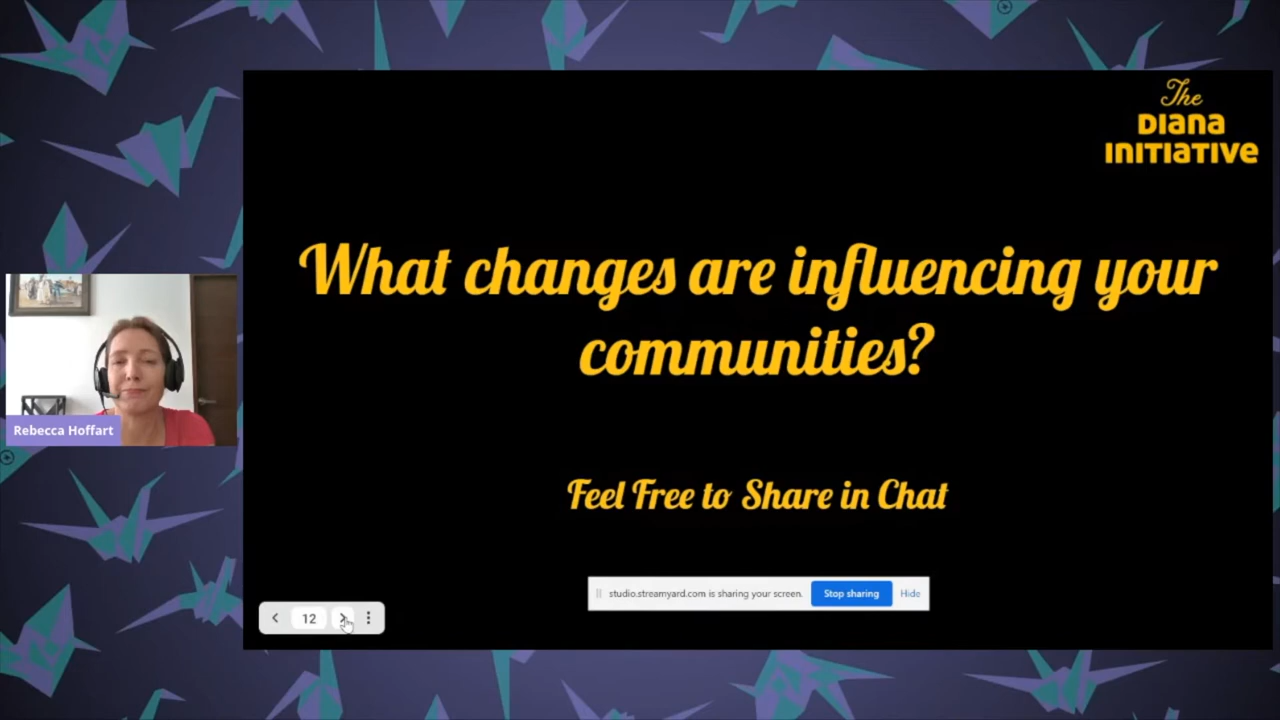 The
DIANA
INITIATIVE
What changes are influencing your
communities?
Feel Free to Share in Chat
Rebecca Hoffart
studio.streamyard.com is sharing your screen. Stop sharing Hide
12